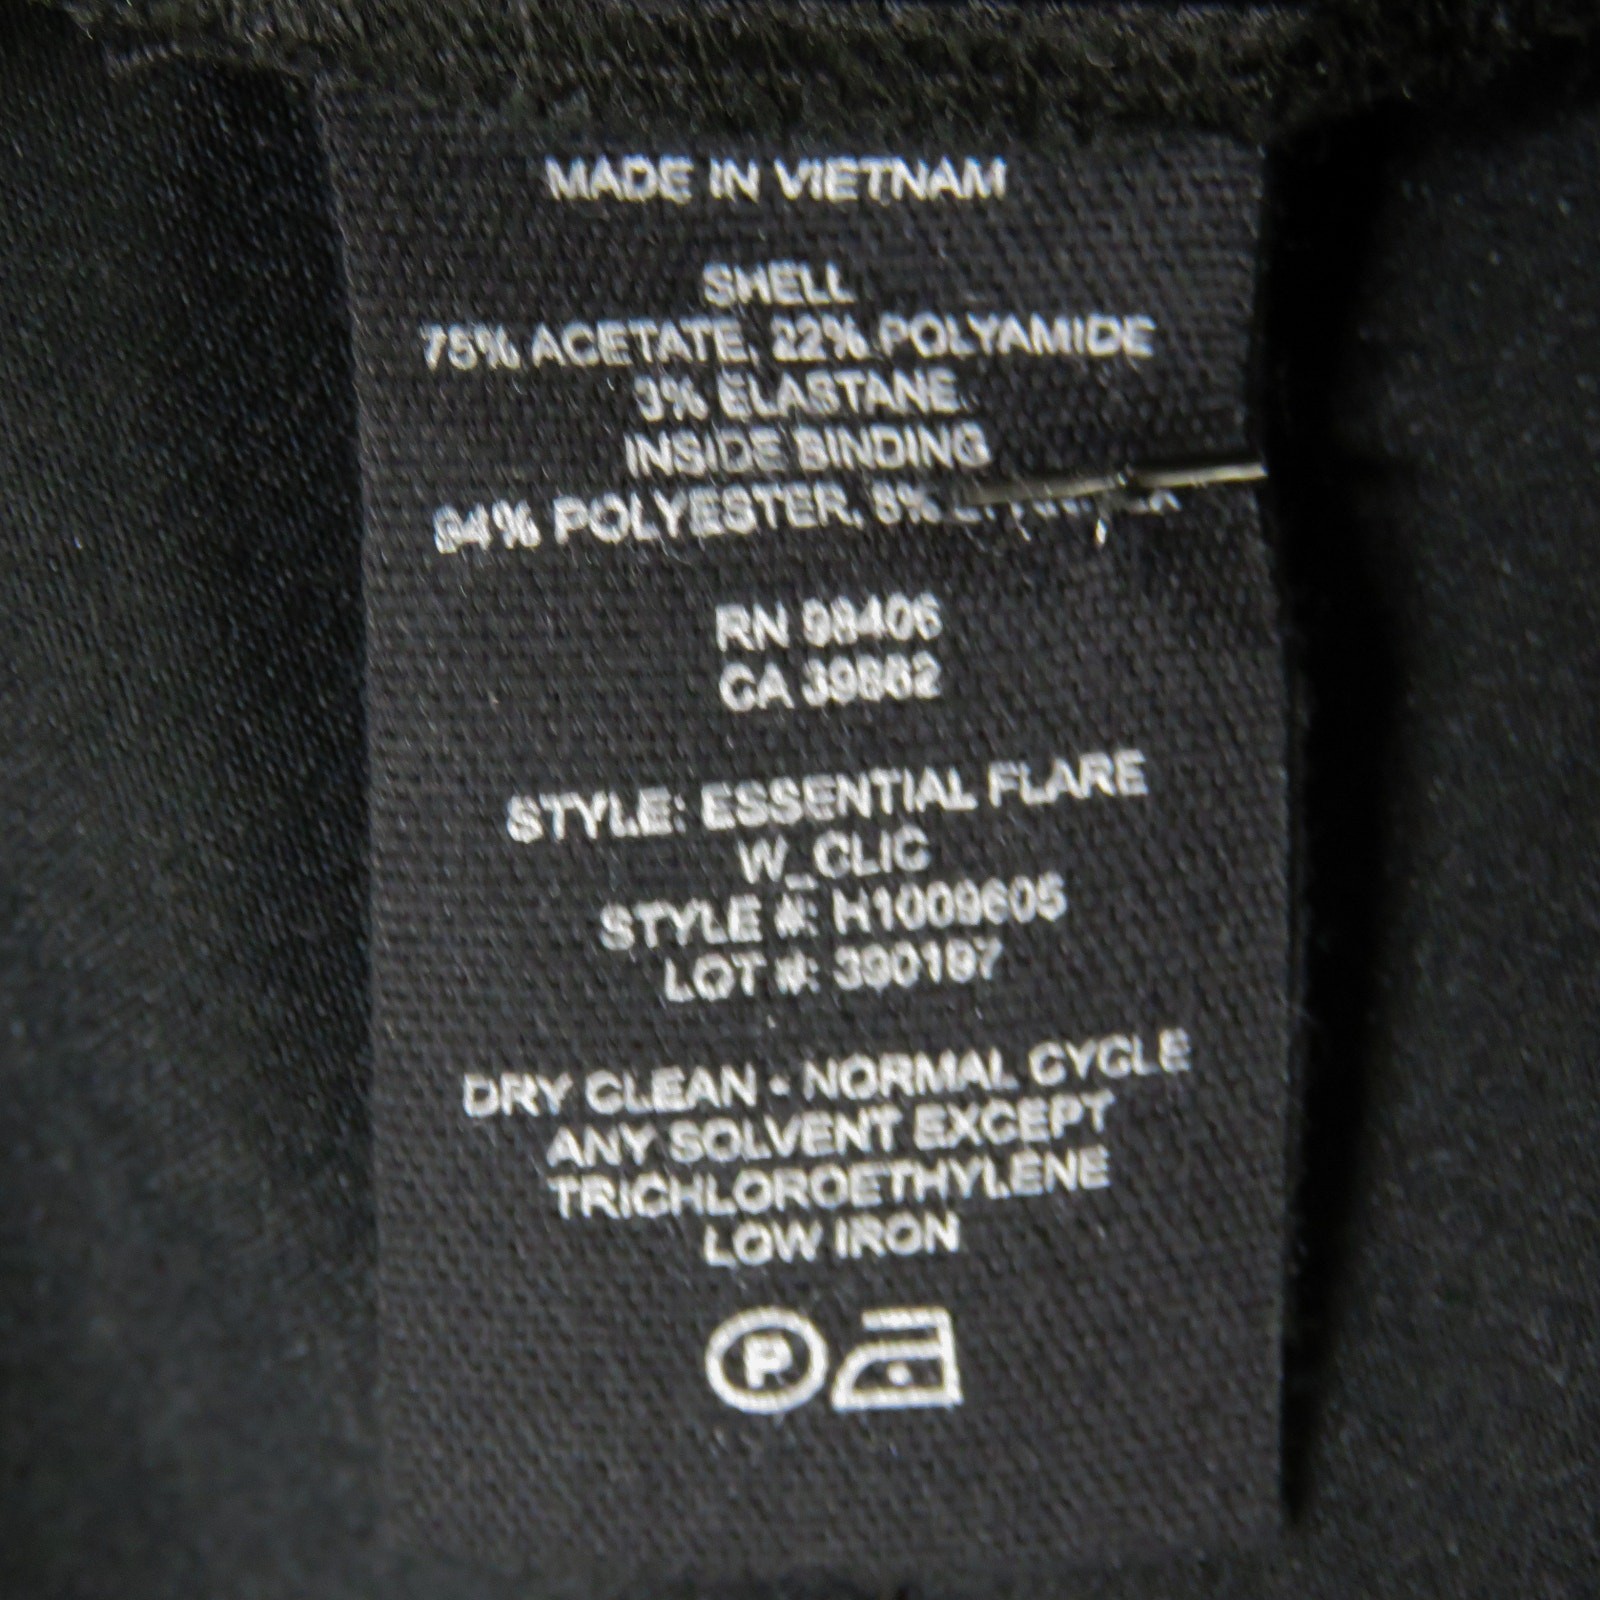 MADE IN VIETNAM
SHELL
75% ACETATE, 22% POLYAMIDE
3% ELASTANE
INSIDE BINDING
94% POLYESTER, 6%
RN 98406
CA 39862
STYLE: ESSENTIAL FLARE
W_CLIC
STYLE #: H1009605
LOT #: 390197
DRY CLEAN - NORMAL CYCLE
ANY SOLVENT EXCEPT
TRICHLOROETHYLENE
LOW IRON
P